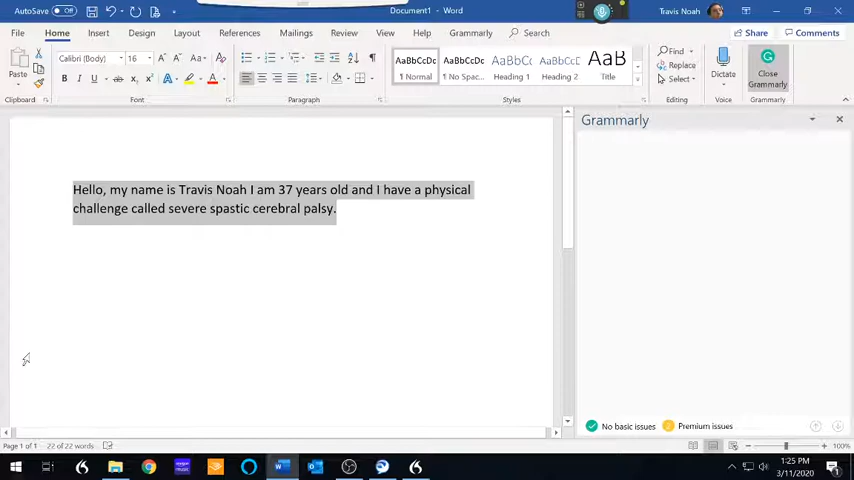 AutoSave Off Document1 - Word Travis Noah
File Home Insert Design Layout References Mailings Review View Help Grammarly Search Share Comments
Calibri (Body) 16 A A Aa
AaBbCcDc AaBbCcDc AaBbCc AaBbCcC AaB
¶ Normal ¶ No Spac... Heading 1 Heading 2 Title
Find
Replace
Select
Paste
B I U ab x x A A
Dictate
Close Grammarly
Clipboard Font Paragraph Styles Editing Voice Grammarly
Grammarly
Hello, my name is Travis Noah I am 37 years old and I have a physical
challenge called severe spastic cerebral palsy.
No basic issues 2 Premium issues
Page 1 of 1 22 of 22 words 100%
1:25 PM
3/11/2020